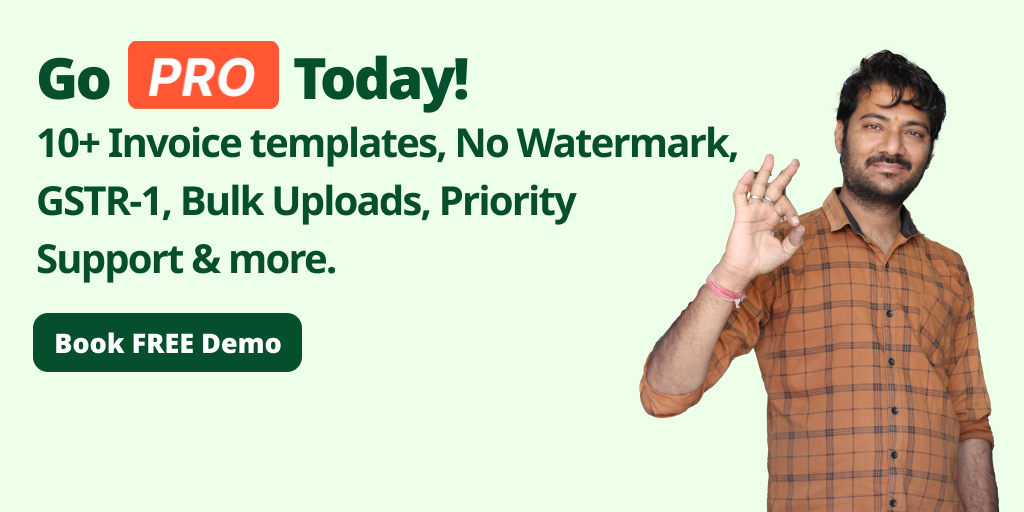 Go PRO Today!
10+ Invoice templates, No Watermark,
GSTR-1, Bulk Uploads, Priority
Support & more.
Book FREE Demo